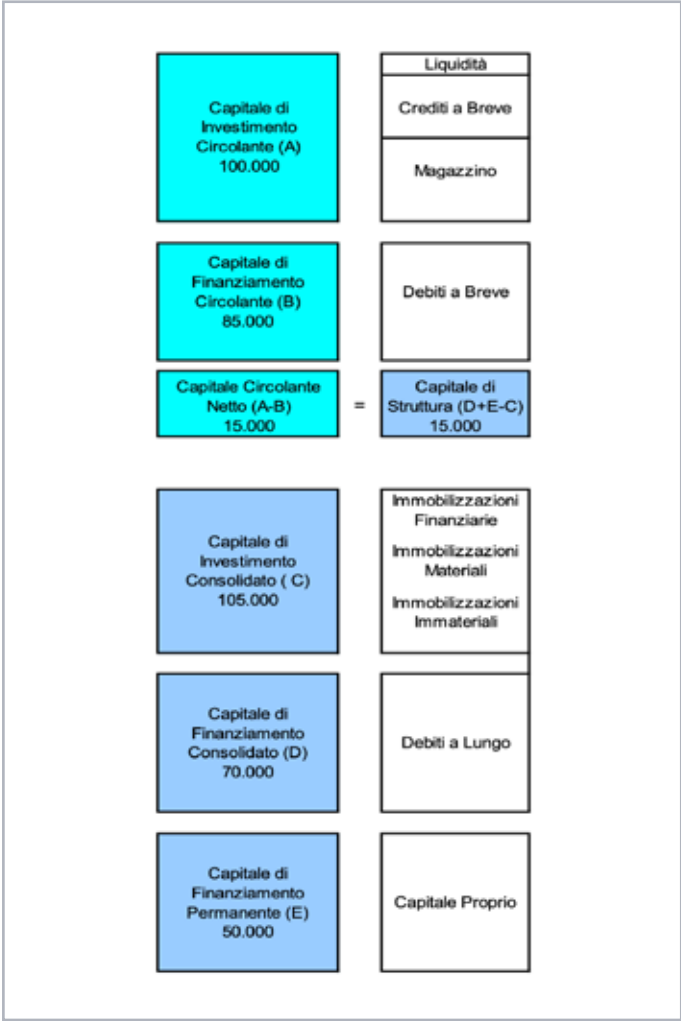 Capitale di
Investimento
Circolante (A)
100.000
Liquidità
Crediti a Breve
Magazzino
Capitale di
Finanziamento
Circolante (B)
85.000
Debiti a Breve
Capitale Circolante
Netto (A-B)
15.000
=
Capitale di
Struttura (D+E-C)
15.000
Capitale di
Investimento
Consolidato ( C)
105.000
Immobilizzazioni
Finanziarie
Immobilizzazioni
Materiali
Immobilizzazioni
Immateriali
Capitale di
Finanziamento
Consolidato (D)
70.000
Debiti a Lungo
Capitale di
Finanziamento
Permanente (E)
50.000
Capitale Proprio